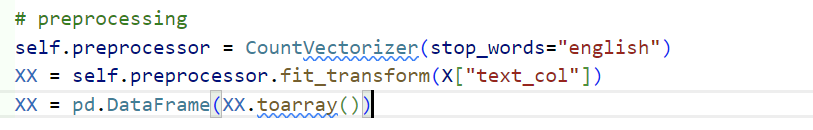 # preprocessing
self.preprocessor = CountVectorizer(stop_words="english")
XX = self.preprocessor.fit_transform(X["text_col"])
XX = pd.DataFrame(XX.toarray())